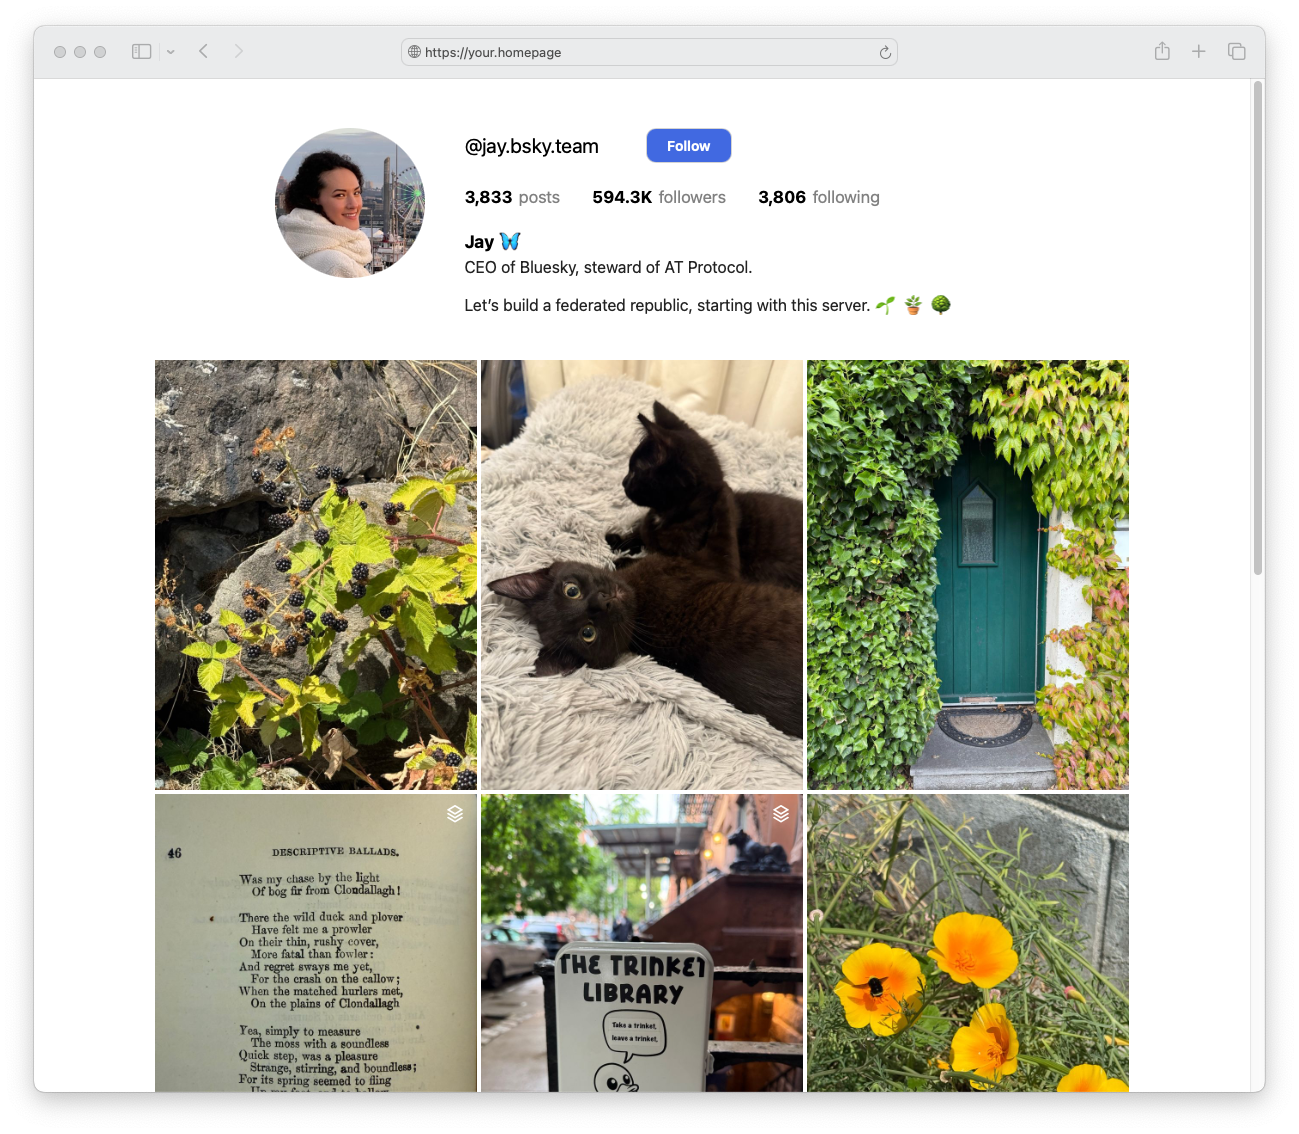 https://your.homepage
@jay.bsky.team
Follow
3,833 posts 594.3K followers 3,806 following
Jay 🦋
CEO of Bluesky, steward of AT Protocol.
Let’s build a federated republic, starting with this server. 🌱 🪴 🌳
46 DESCRIPTIVE BALLADS.
Was my chase by the light
Of bog fir from Clondallagh!
There the wild duck and plover
Have felt me a prowler
On their thin, rushy cover,
More fatal than fowler:
And regret sways me yet,
For the crash on the callow;
When the matched hurlers met,
On the plains of Clondallagh
Yea, simply to measure
The moss with a soundless
Quick step, was a pleasure
Strange, stirring, and boundless;
For its spring seemed to fling
THE TRINKET
LIBRARY
Take a trinket,
leave a trinket.